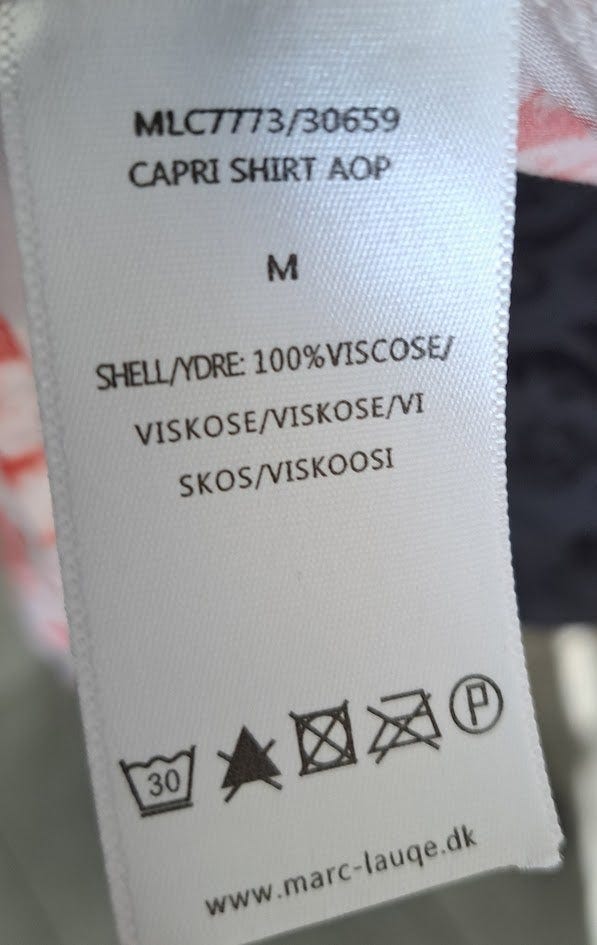 MLC7773/30659
CAPRI SHIRT AOP
M
SHELL/YDRE: 100%VISCOSE/
VISKOSE/VISKOSE/VI
SKOS/VISKOOSI
30 P
www.marc-lauqe.dk